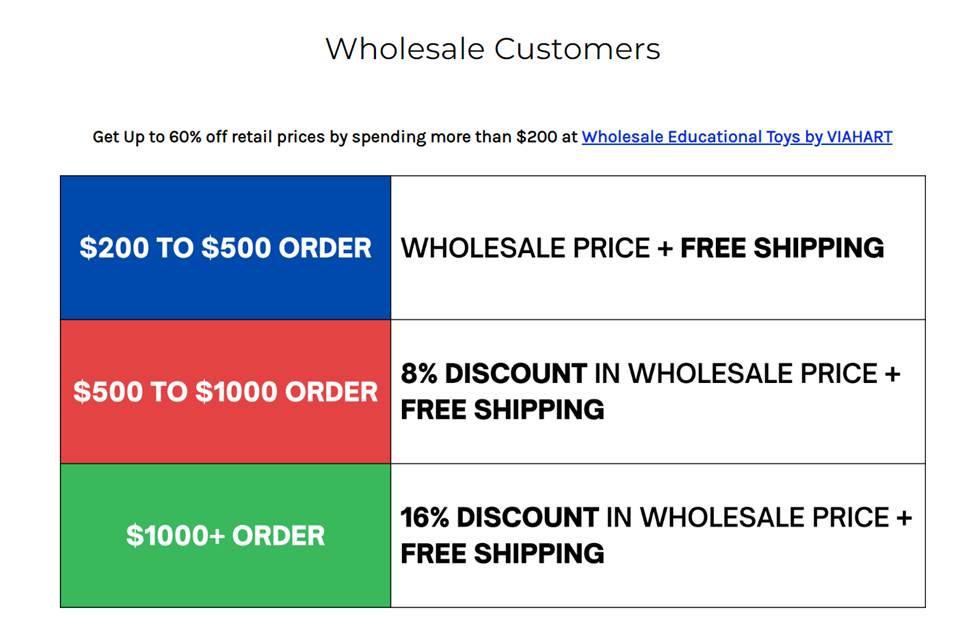 Wholesale Customers
Get Up to 60% off retail prices by spending more than $200 at Wholesale Educational Toys by VIAHART
$200 TO $500 ORDER
WHOLESALE PRICE + FREE SHIPPING
$500 TO $1000 ORDER
8% DISCOUNT IN WHOLESALE PRICE +
FREE SHIPPING
$1000+ ORDER
16% DISCOUNT IN WHOLESALE PRICE +
FREE SHIPPING